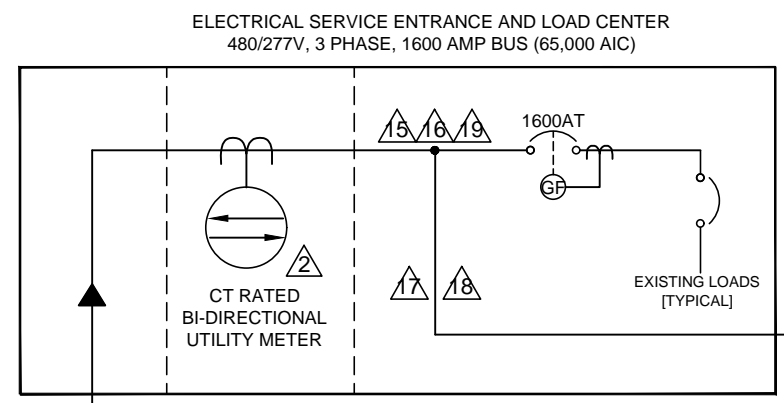 ELECTRICAL SERVICE ENTRANCE AND LOAD CENTER
480/277V, 3 PHASE, 1600 AMP BUS (65,000 AIC)
15 16 19
1600AT
GF
2
CT RATED
BI-DIRECTIONAL
UTILITY METER
17 18
EXISTING LOADS
[TYPICAL]